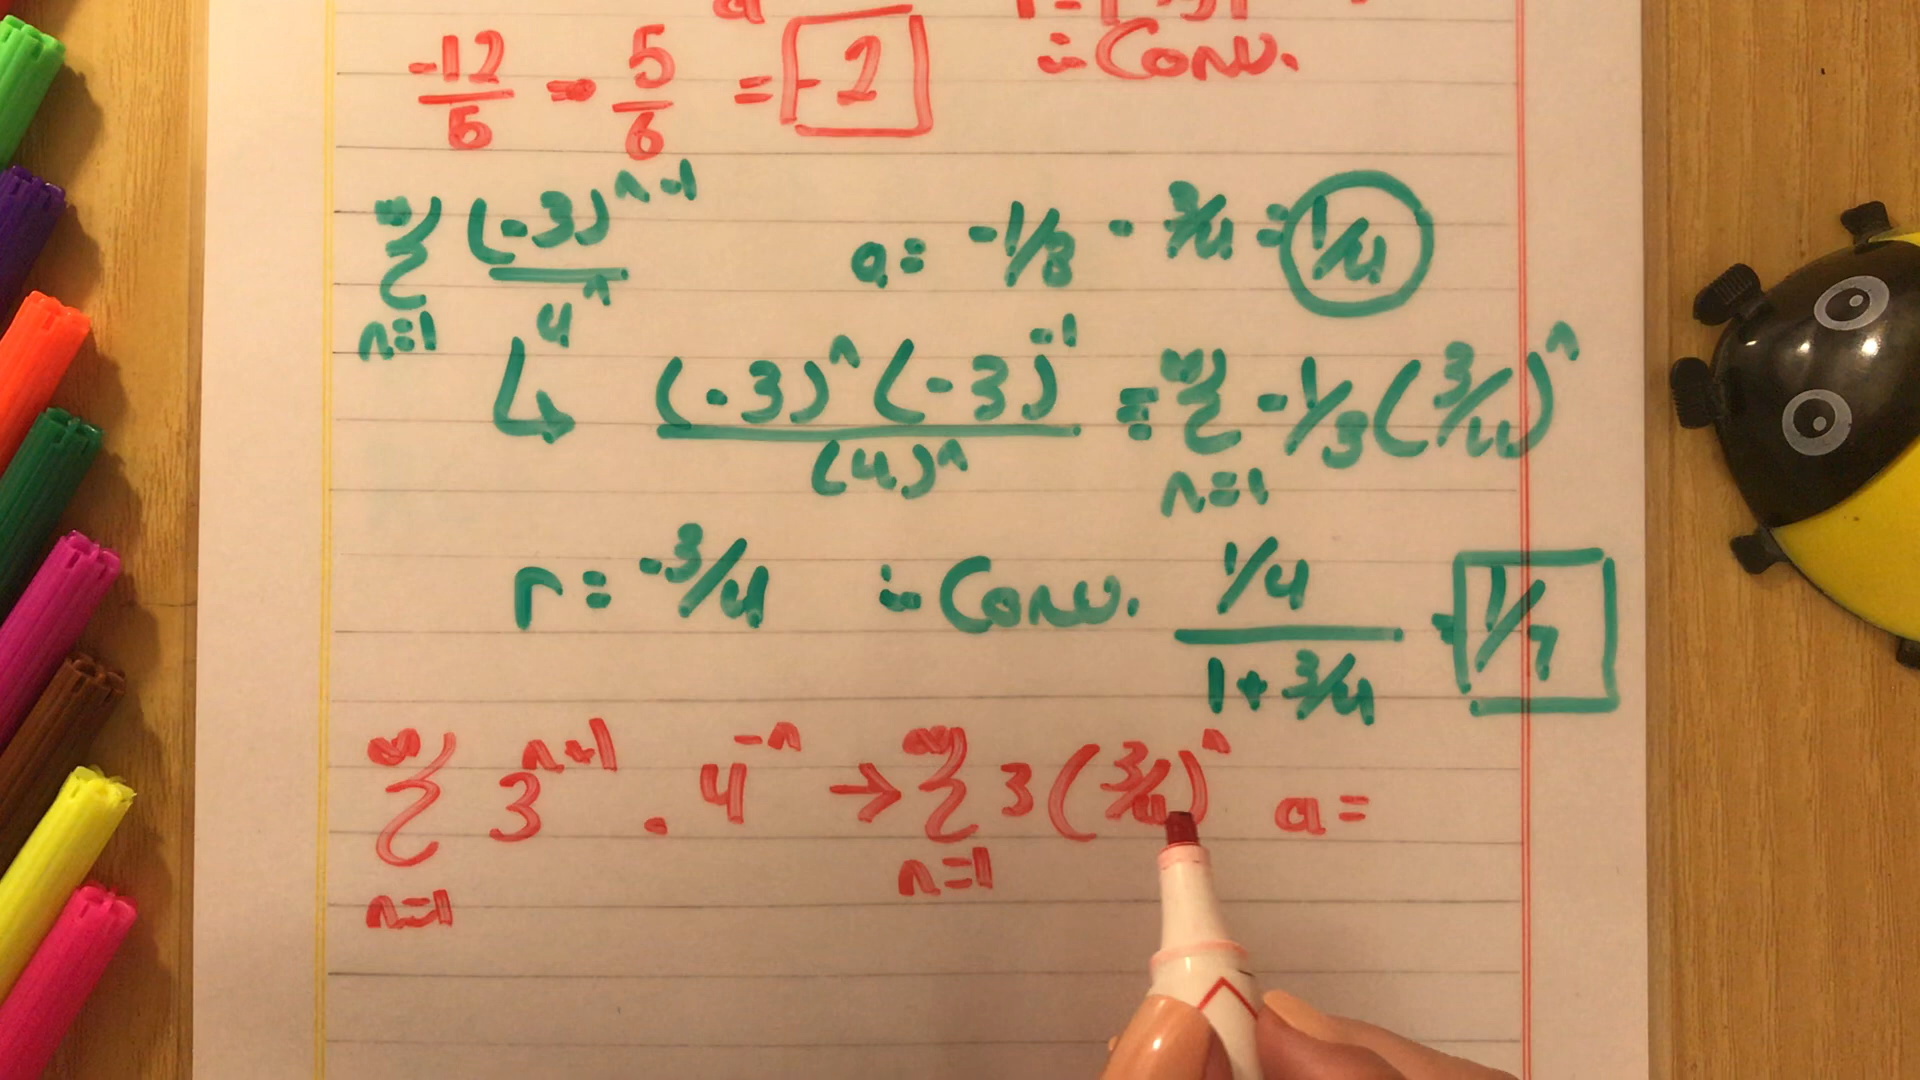 -12/5 · 5/6 = -2
∴ Conv.
∞ Σ n=1 (-3)^n-1 / 4^n
a = -1/3 · -3/4 = 1/4
↳ (-3)^n (-3)^-1 / (4)^n = ∞ Σ n=1 -1/3 (3/4)^n
r = -3/4 ∴ Conv. 1/4 / 1+3/4 = 1/7
∞ Σ n=1 3^n+1 · 4^-n → ∞ Σ n=1 3(3/4)^n a =